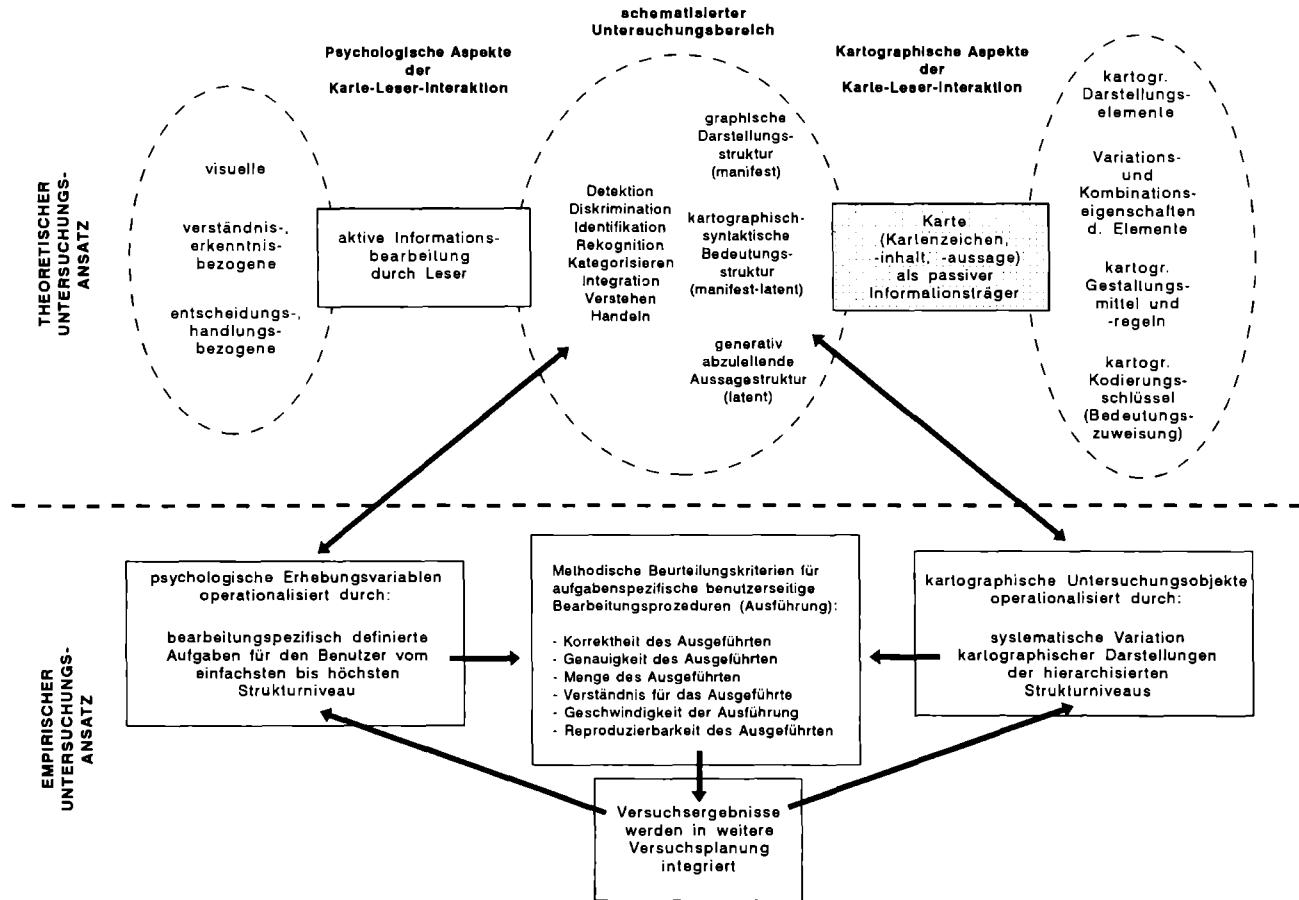 schematisierter
Untersuchungsbereich
Psychologische Aspekte
der
Karte-Leser-Interaktion
Kartographische Aspekte
der
Karte-Leser-Interaktion
THEORETISCHER
UNTERSUCHUNGS-
ANSATZ
visuelle
verständnis-,
erkenntnis-
bezogene
entscheidungs-,
handlungs-
bezogene
aktive Informations-
bearbeitung
durch Leser
Detektion
Diskrimination
Identifikation
Rekognition
Kategorisieren
Integration
Verstehen
Handeln
graphische
Darstellungs-
struktur
(manifest)
kartographisch-
syntaktische
Bedeutungs-
struktur
(manifest-latent)
generativ
abzulellende
Aussagestruktur
(latent)
Karte
(Kartenzeichen,
-inhalt, -aussage)
als passiver
Informationsträger
kartogr.
Darstellungs-
elemente
Variations-
und
Kombinations-
eigenschaften
d. Elemente
kartogr.
Gestaltungs-
mittel und
-regeln
kartogr.
Kodierungs-
schlüssel
(Bedeutungs-
zuweisung)
EMPIRISCHER
UNTERSUCHUNGS-
ANSATZ
psychologische Erhebungsvariablen
operationalisiert durch:
bearbeitungspezifisch definierte
Aufgaben für den Benutzer vom
einfachsten bis höchsten
Strukturniveau
Methodische Beurteilungskriterien für
aufgabenspezifische benutzerseitige
Bearbeitungsprozeduren (Ausführung):
- Korrektheit des Ausgeführten
- Genauigkeit des Ausgeführten
- Menge des Ausgeführten
- Verständnis für das Ausgeführte
- Geschwindigkeit der Ausführung
- Reproduzierbarkeit des Ausgeführten
kartographische Untersuchungsobjekte
operationalisiert durch:
systematische Variation
kartographischer Darstellungen
der hierarchisierten
Strukturniveaus
Versuchsergebnisse
werden in weitere
Versuchsplanung
integriert